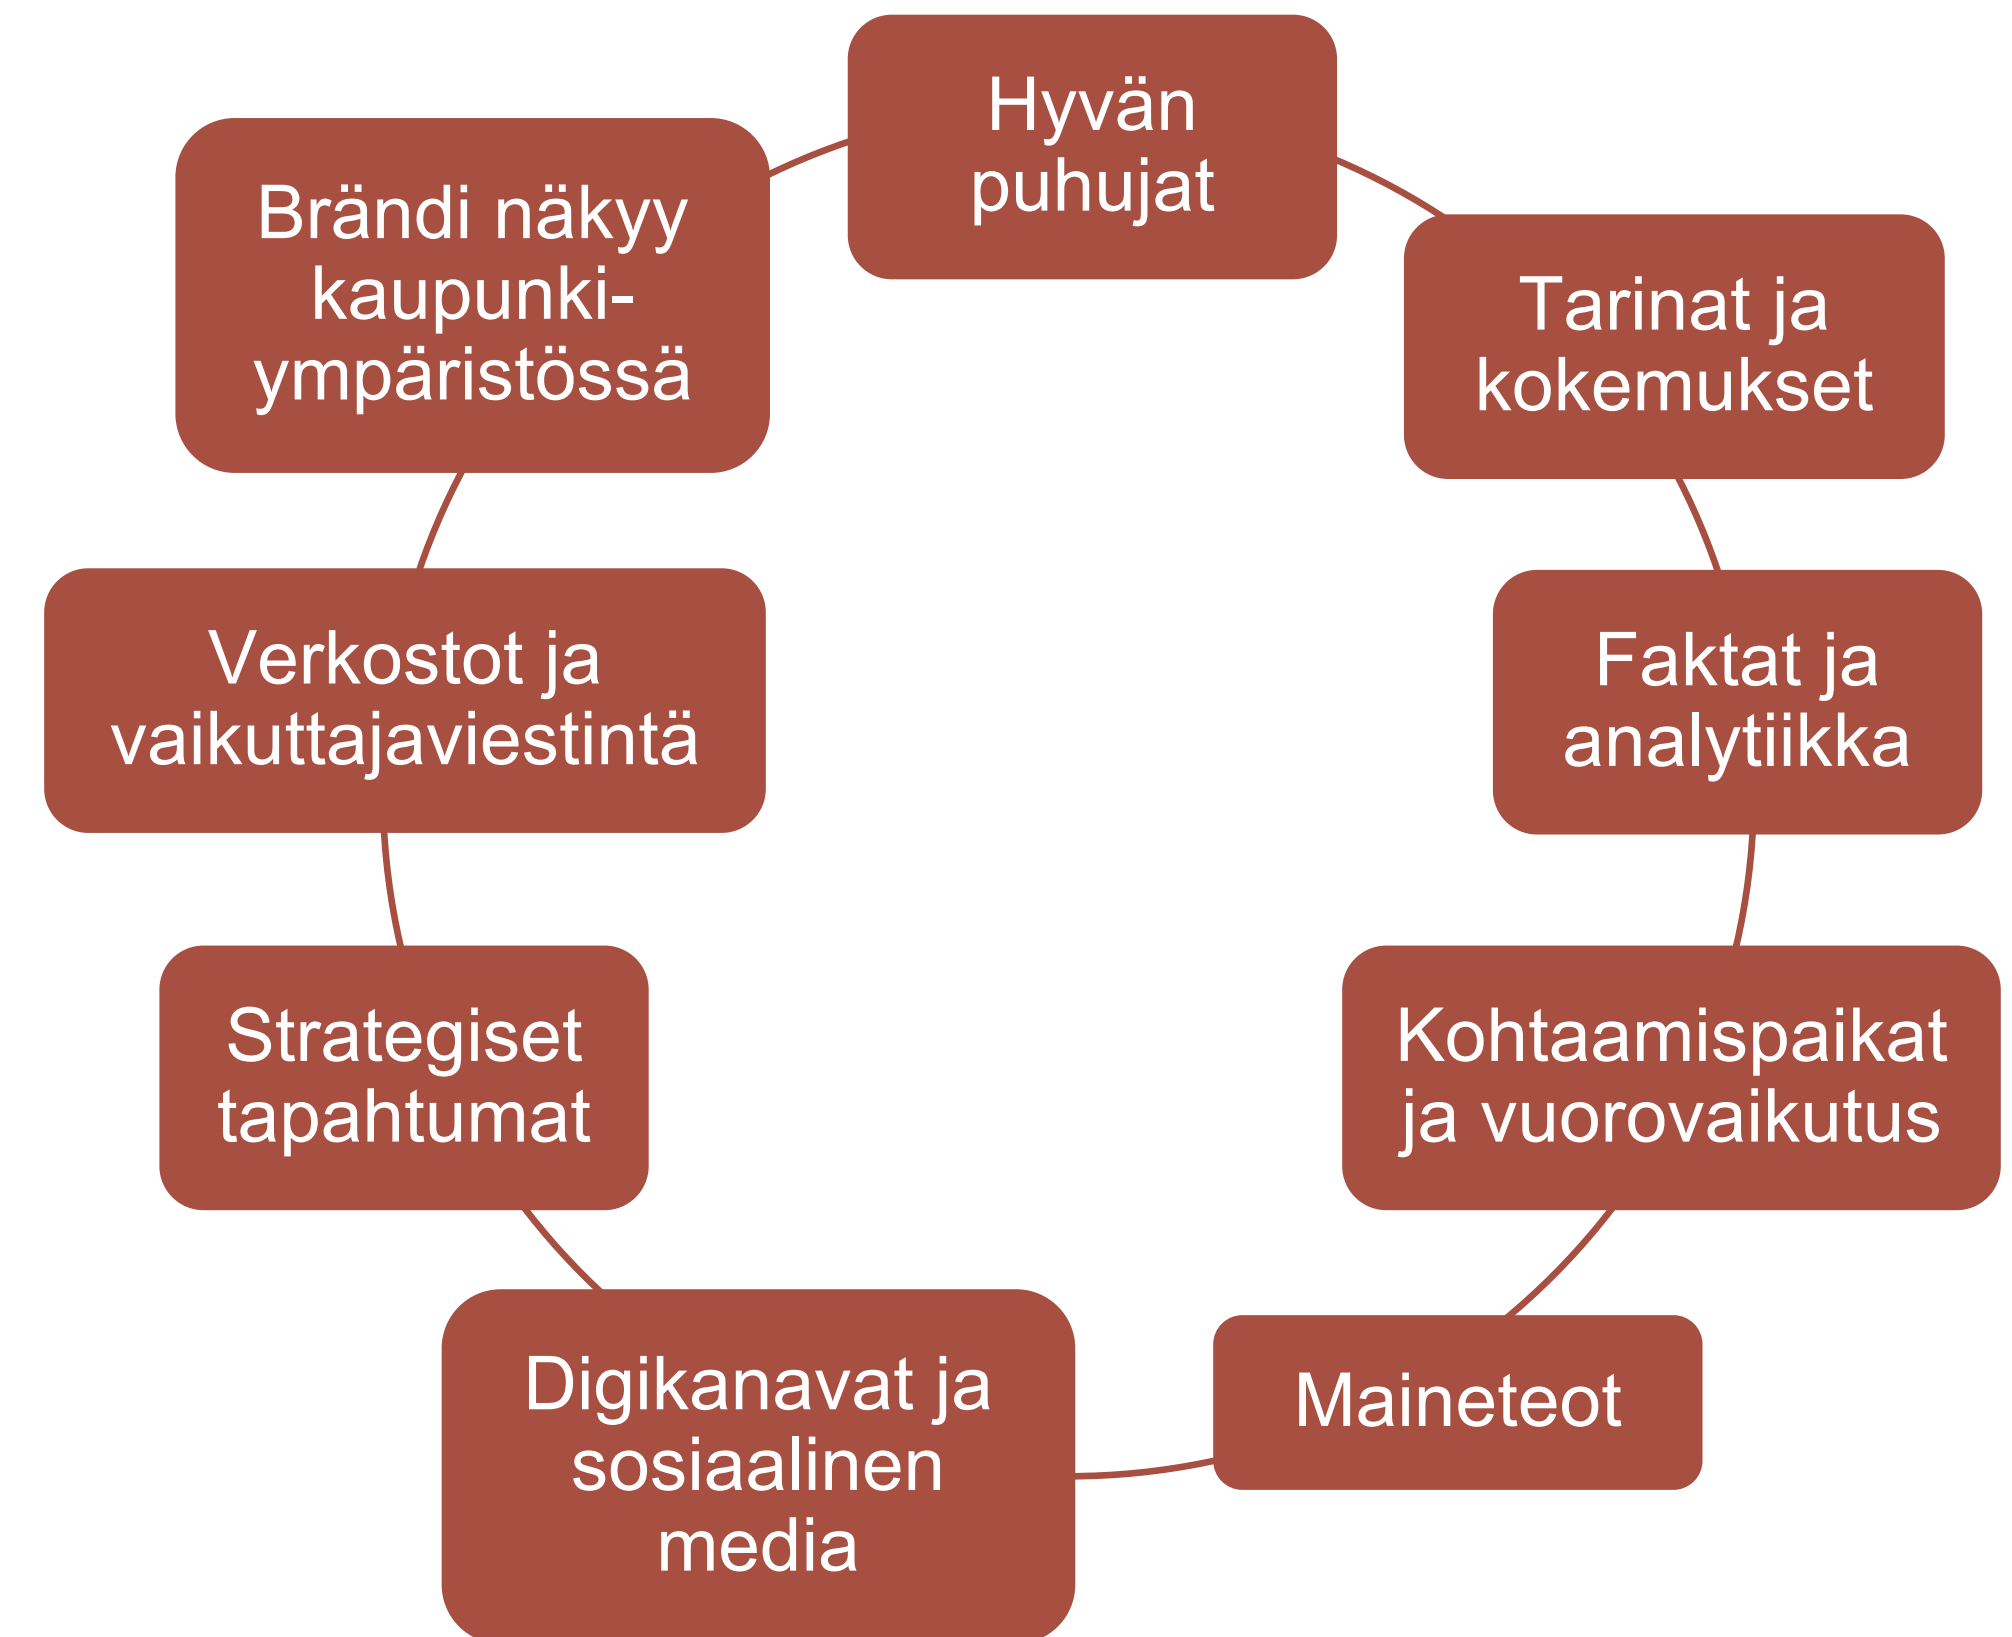 Hyvän
puhujat
Tarinat ja
kokemukset
Faktat ja
analytiikka
Kohtaamispaikat
ja vuorovaikutus
Maineteot
Digikanavat ja
sosiaalinen
media
Strategiset
tapahtumat
Verkostot ja
vaikuttajaviestintä
Brändi näkyy
kaupunki-
ympäristössä